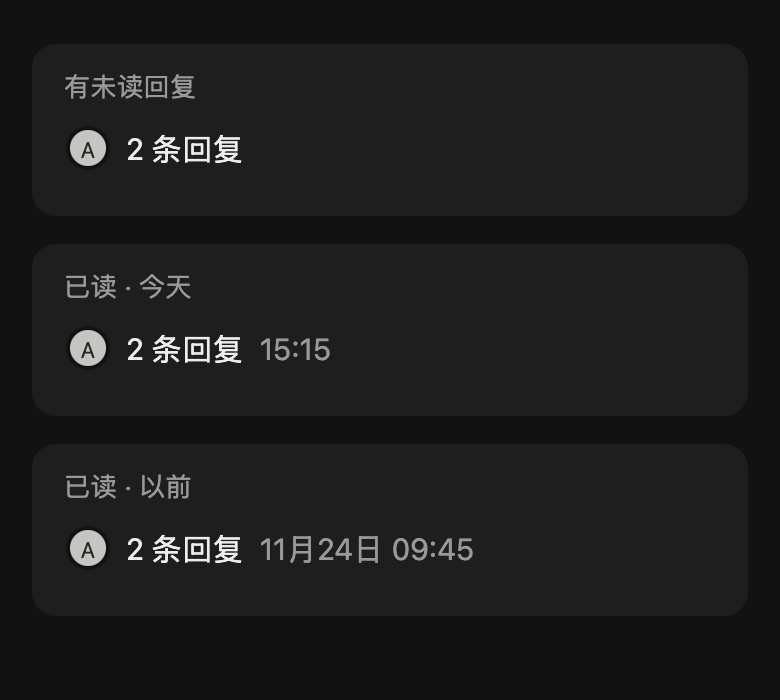 有未读回复
A 2 条回复
已读 · 今天
A 2 条回复 15:15
已读 · 以前
A 2 条回复 11月24日 09:45